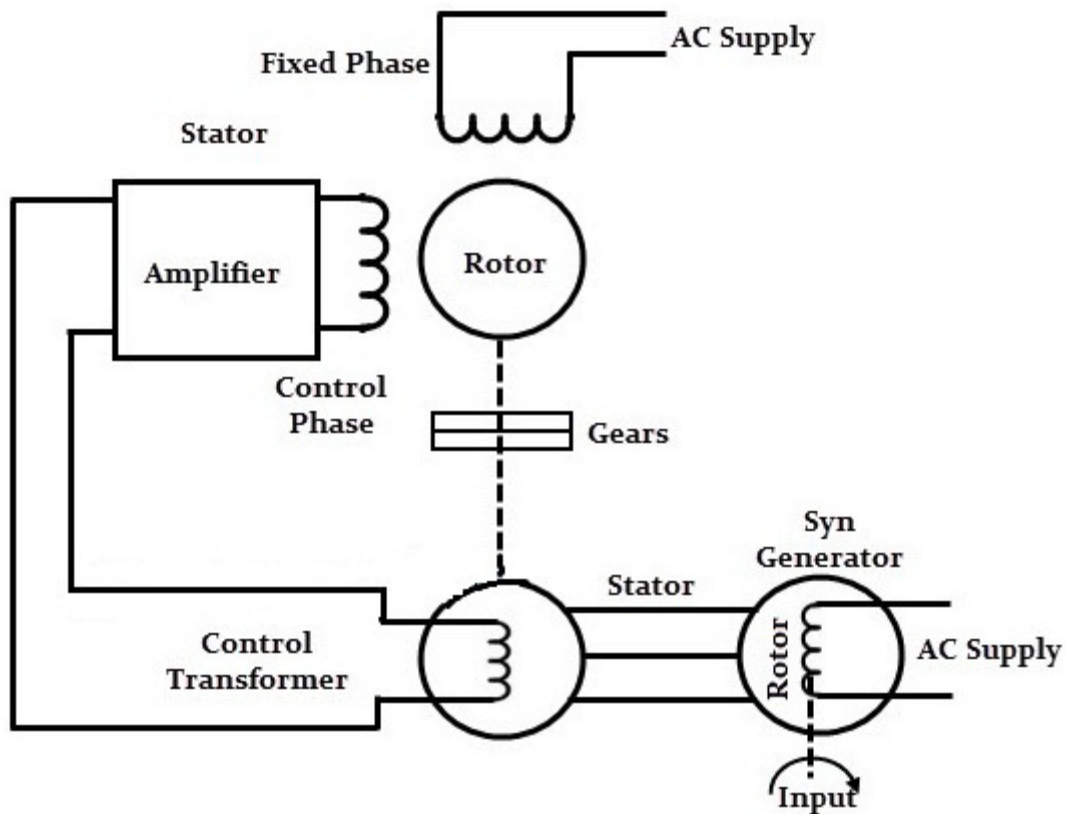 AC Supply
Fixed Phase
Stator
Amplifier
Rotor
Control
Phase
Gears
Syn
Generator
Stator
Control
Transformer
Rotor
AC Supply
Input